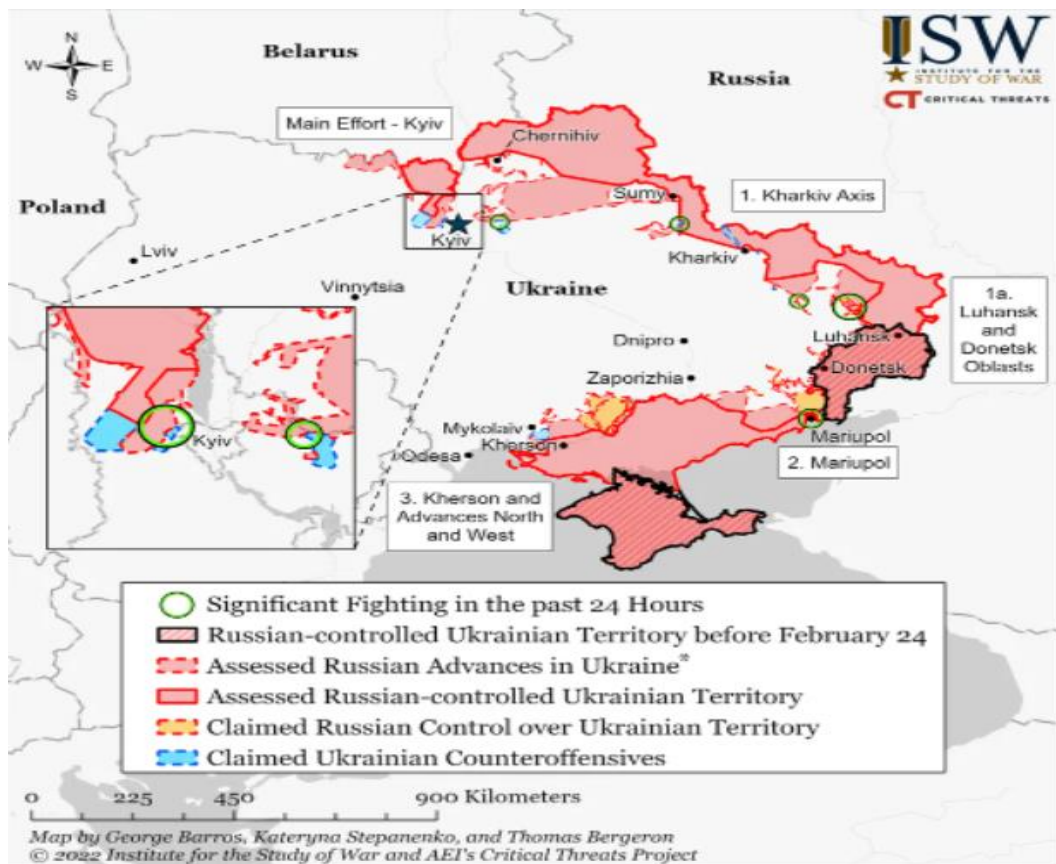 N
W E
S
Belarus
Russia
ISW
INSTITUTE FOR THE
STUDY OF WAR
CT CRITICAL THREATS
Main Effort - Kyiv
Chernihiv
Poland
Sumy
1. Kharkiv Axis
Kyiv
Lviv
Kharkiv
Vinnytsia
Ukraine
1a.
Luhansk
and
Donetsk
Oblasts
Dnipro
Luhansk
Donetsk
Zaporizhia
Kyiv
Mykolaiv
Kherson
Odesa
Mariupol
2. Mariupol
3. Kherson and
Advances North
and West
Significant Fighting in the past 24 Hours
Russian-controlled Ukrainian Territory before February 24
Assessed Russian Advances in Ukraine*
Assessed Russian-controlled Ukrainian Territory
Claimed Russian Control over Ukrainian Territory
Claimed Ukrainian Counteroffensives
0 225 450 900 Kilometers
Map by George Barros, Kateryna Stepanenko, and Thomas Bergeron
© 2022 Institute for the Study of War and AEI's Critical Threats Project